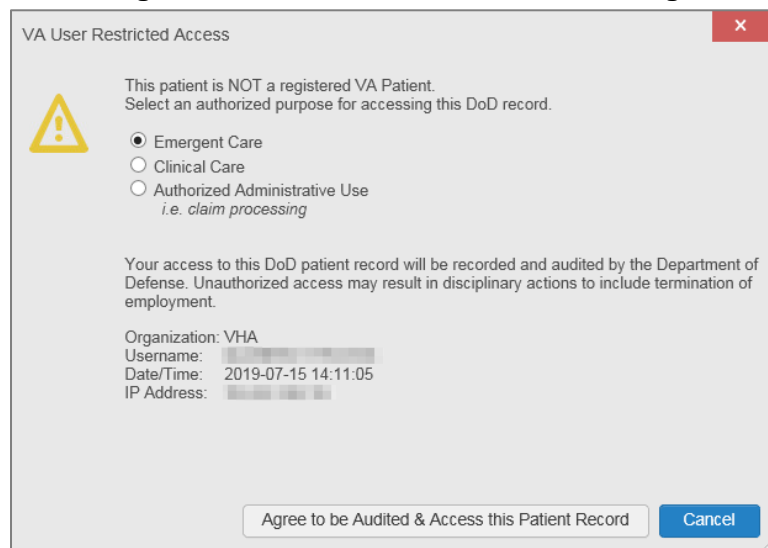 VA User Restricted Access
This patient is NOT a registered VA Patient.
Select an authorized purpose for accessing this DoD record.
Emergent Care
Clinical Care
Authorized Administrative Use
i.e. claim processing
Your access to this DoD patient record will be recorded and audited by the Department of
Defense. Unauthorized access may result in disciplinary actions to include termination of
employment.
Organization: VHA
Username:
Date/Time: 2019-07-15 14:11:05
IP Address:
Agree to be Audited & Access this Patient Record Cancel